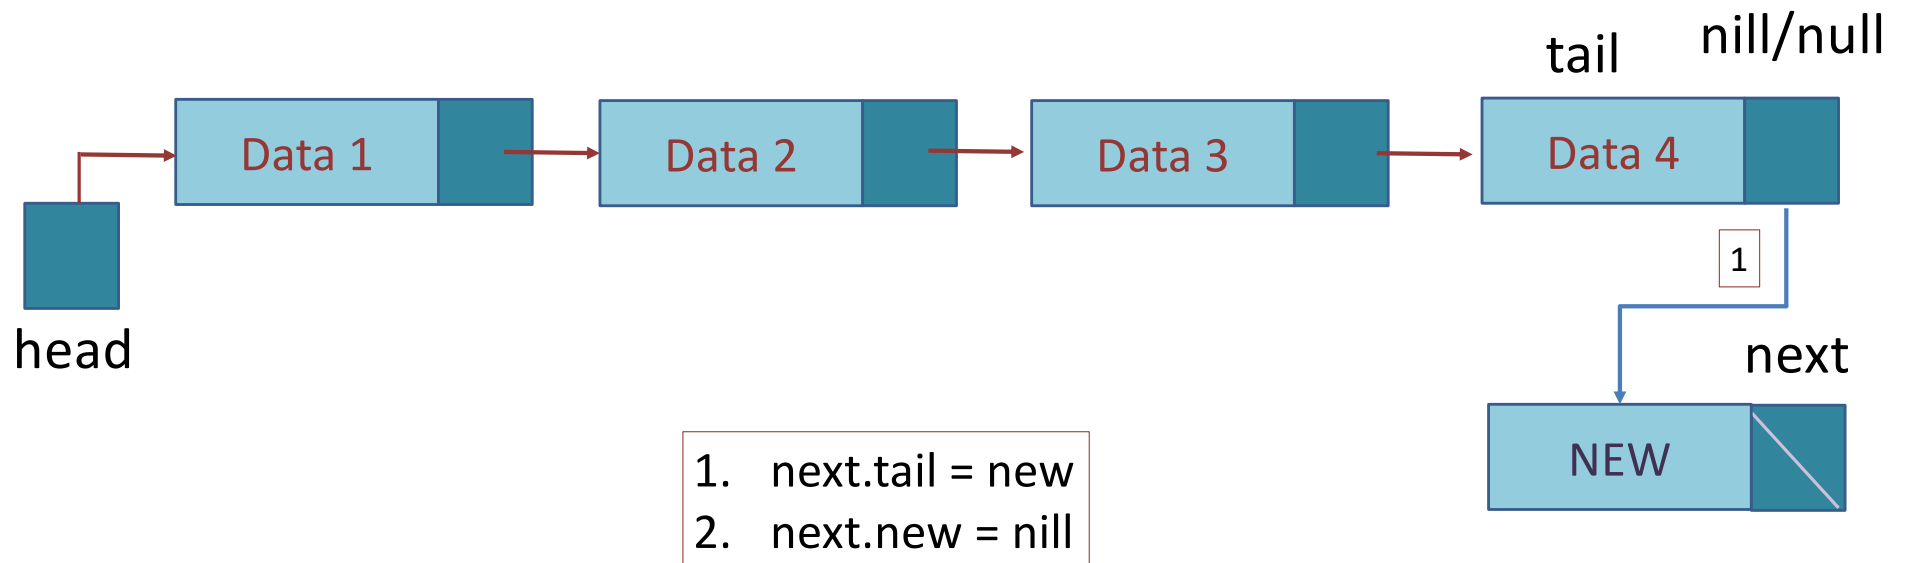 nill/null
tail
Data 1
Data 2
Data 3
Data 4
1
head
next
NEW
1. next.tail = new
2. next.new = nill